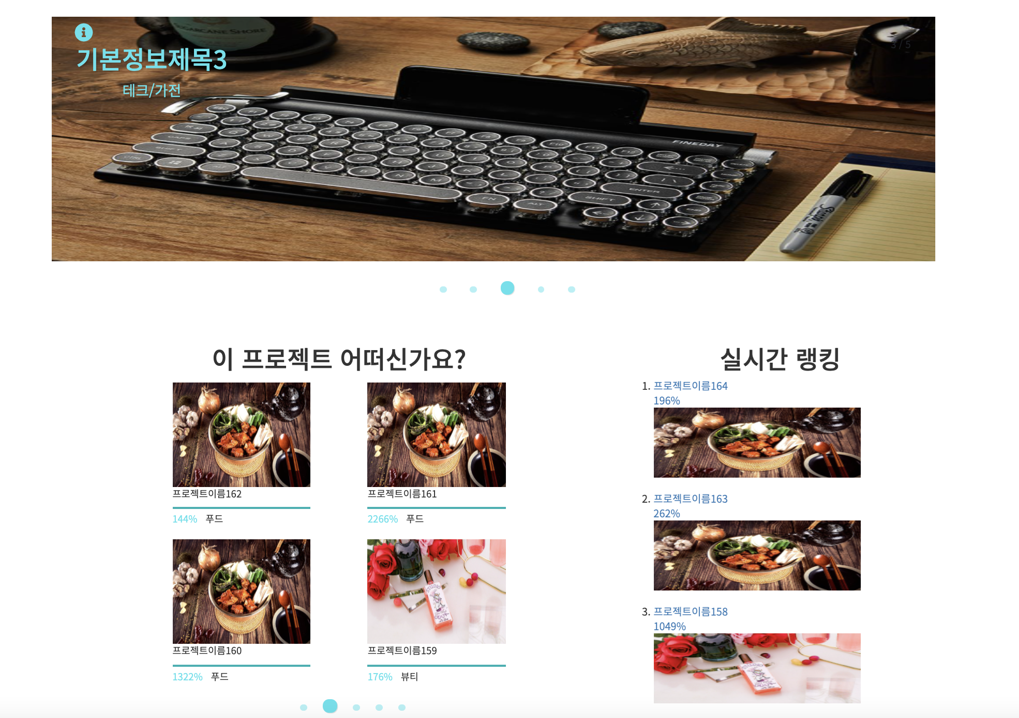 기본정보제목3
테크/가전
3 / 5
FINEDAY
ENTER
SHIFT
이 프로젝트 어떠신가요?
실시간 랭킹
프로젝트이름162
144% 푸드
프로젝트이름161
2266% 푸드
프로젝트이름160
1322% 푸드
프로젝트이름159
176% 뷰티
1. 프로젝트이름164
196%
2. 프로젝트이름163
262%
3. 프로젝트이름158
1049%